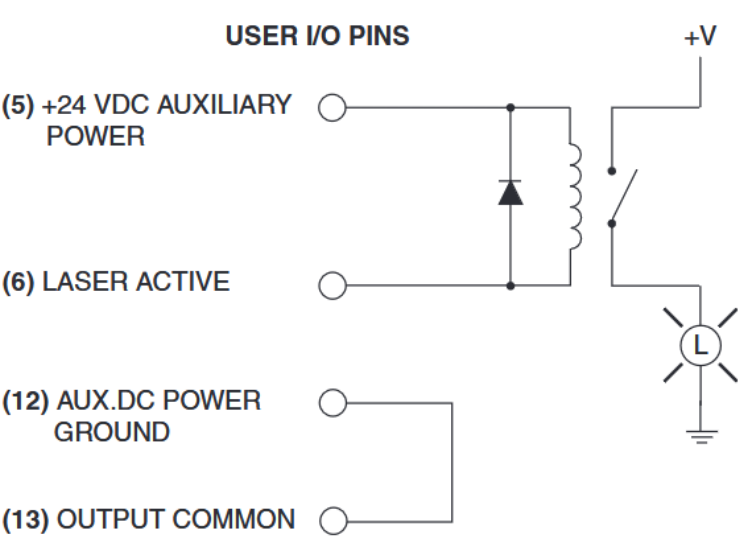 USER I/O PINS
+V
(5) +24 VDC AUXILIARY
POWER
(6) LASER ACTIVE
L
(12) AUX.DC POWER
GROUND
(13) OUTPUT COMMON